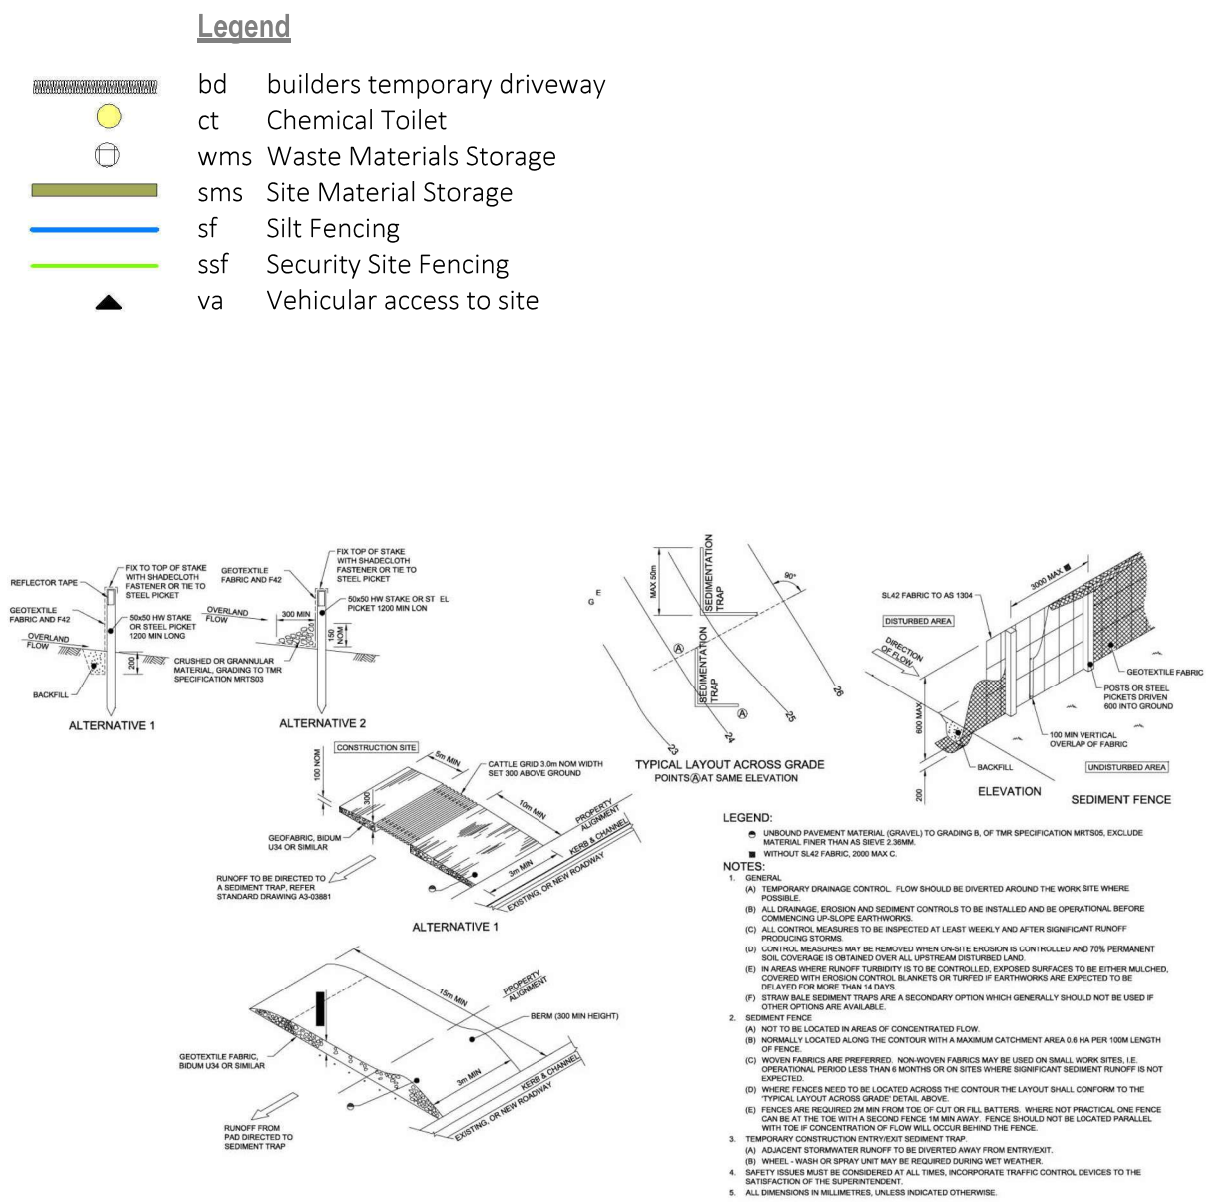 Legend
bd builders temporary driveway
ct Chemical Toilet
wms Waste Materials Storage
sms Site Material Storage
sf Silt Fencing
ssf Security Site Fencing
va Vehicular access to site
REFLECTOR TAPE
FIX TO TOP OF STAKE
WITH SHADECLOTH
FASTENER OR TIE TO
STEEL PICKET
GEOTEXTILE
FABRIC AND F42
50x50 HW STAKE
OR STEEL PICKET
1200 MIN LONG
OVERLAND
FLOW
200
BACKFILL
ALTERNATIVE 1
FIX TOP OF STAKE
WITH SHADECLOTH
FASTENER OR TIE TO
STEEL PICKET
GEOTEXTILE
FABRIC AND F42
50x50 HW STAKE OR ST EL
PICKET 1200 MIN LON
OVERLAND
FLOW
300 MIN
150
NOM
CRUSHED OR GRANNULAR
MATERIAL, GRADING TO TMR
SPECIFICATION MRTS03
ALTERNATIVE 2
E
G
MAX 50m
SEDIMENTATION
TRAP
90°
A
SEDIMENTATION
TRAP
A
23
24
25
26
TYPICAL LAYOUT ACROSS GRADE
POINTS A AT SAME ELEVATION
3000 MAX ■
SL42 FABRIC TO AS 1304
DISTURBED AREA
DIRECTION
OF FLOW
GEOTEXTILE FABRIC
POSTS OR STEEL
PICKETS DRIVEN
600 INTO GROUND
600 MAX
100 MIN VERTICAL
OVERLAP OF FABRIC
BACKFILL
UNDISTURBED AREA
200
ELEVATION
SEDIMENT FENCE
CONSTRUCTION SITE
100 NOM
5m MIN
CATTLE GRID 3.0m NOM WIDTH
SET 300 ABOVE GROUND
300
10m MIN
PROPERTY
ALIGNMENT
GEOFABRIC, BIDUM
U34 OR SIMILAR
KERB & CHANNEL
3m MIN
EXISTING, OR NEW ROADWAY
RUNOFF TO BE DIRECTED TO
A SEDIMENT TRAP, REFER
STANDARD DRAWING A3-03881
ALTERNATIVE 1
15m MIN
PROPERTY
ALIGNMENT
BERM (300 MIN HEIGHT)
GEOTEXTILE FABRIC,
BIDUM U34 OR SIMILAR
3m MIN
KERB & CHANNEL
EXISTING, OR NEW ROADWAY
RUNOFF FROM
PAD DIRECTED TO
SEDIMENT TRAP
LEGEND:
UNBOUND PAVEMENT MATERIAL (GRAVEL) TO GRADING B, OF TMR SPECIFICATION MRTS05, EXCLUDE
MATERIAL FINER THAN AS SIEVE 2.36MM.
■ WITHOUT SL42 FABRIC, 2000 MAX C.
NOTES:
1. GENERAL
(A) TEMPORARY DRAINAGE CONTROL. FLOW SHOULD BE DIVERTED AROUND THE WORK SITE WHERE
POSSIBLE.
(B) ALL DRAINAGE, EROSION AND SEDIMENT CONTROLS TO BE INSTALLED AND BE OPERATIONAL BEFORE
COMMENCING UP-SLOPE EARTHWORKS.
(C) ALL CONTROL MEASURES TO BE INSPECTED AT LEAST WEEKLY AND AFTER SIGNIFICANT RUNOFF
PRODUCING STORMS.
(D) CONTROL MEASURES MAY BE REMOVED WHEN ON-SITE EROSION IS CONTROLLED AND 70% PERMANENT
SOIL COVERAGE IS OBTAINED OVER ALL UPSTREAM DISTURBED LAND.
(E) IN AREAS WHERE RUNOFF TURBIDITY IS TO BE CONTROLLED, EXPOSED SURFACES TO BE EITHER MULCHED,
COVERED WITH EROSION CONTROL BLANKETS OR TURFED IF EARTHWORKS ARE EXPECTED TO BE
DELAYED FOR MORE THAN 14 DAYS.
(F) STRAW BALE SEDIMENT TRAPS ARE A SECONDARY OPTION WHICH GENERALLY SHOULD NOT BE USED IF
OTHER OPTIONS ARE AVAILABLE.
2. SEDIMENT FENCE
(A) NOT TO BE LOCATED IN AREAS OF CONCENTRATED FLOW.
(B) NORMALLY LOCATED ALONG THE CONTOUR WITH A MAXIMUM CATCHMENT AREA 0.6 HA PER 100M LENGTH
OF FENCE.
(C) WOVEN FABRICS ARE PREFERRED. NON-WOVEN FABRICS MAY BE USED ON SMALL WORK SITES, I.E.
OPERATIONAL PERIOD LESS THAN 6 MONTHS OR ON SITES WHERE SIGNIFICANT SEDIMENT RUNOFF IS NOT
EXPECTED.
(D) WHERE FENCES NEED TO BE LOCATED ACROSS THE CONTOUR THE LAYOUT SHALL CONFORM TO THE
'TYPICAL LAYOUT ACROSS GRADE' DETAIL ABOVE.
(E) FENCES ARE REQUIRED 2M MIN FROM TOE OF CUT OR FILL BATTERS. WHERE NOT PRACTICAL ONE FENCE
CAN BE AT THE TOE WITH A SECOND FENCE 1M MIN AWAY. FENCE SHOULD NOT BE LOCATED PARALLEL
WITH TOE IF CONCENTRATION OF FLOW WILL OCCUR BEHIND THE FENCE.
3. TEMPORARY CONSTRUCTION ENTRY/EXIT SEDIMENT TRAP.
(A) ADJACENT STORMWATER RUNOFF TO BE DIVERTED AWAY FROM ENTRY/EXIT.
(B) WHEEL - WASH OR SPRAY UNIT MAY BE REQUIRED DURING WET WEATHER.
4. SAFETY ISSUES MUST BE CONSIDERED AT ALL TIMES, INCORPORATE TRAFFIC CONTROL DEVICES TO THE
SATISFACTION OF THE SUPERINTENDENT.
5. ALL DIMENSIONS IN MILLIMETRES, UNLESS INDICATED OTHERWISE.